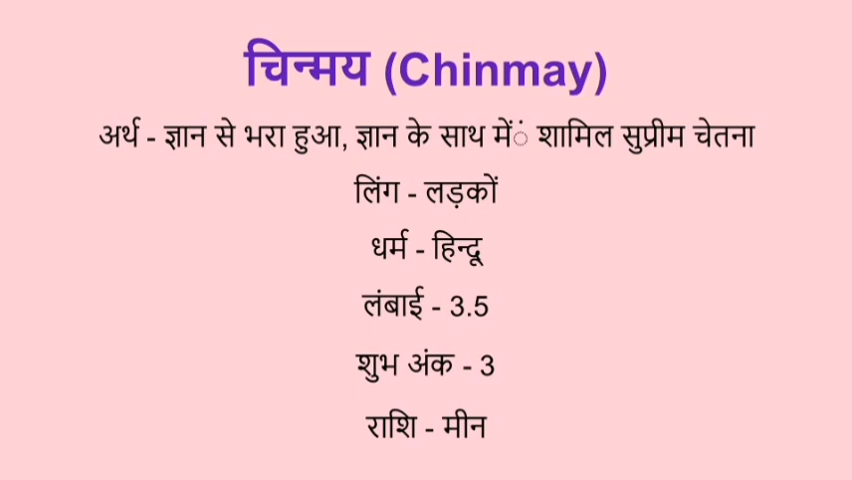 चिन्मय (Chinmay)
अर्थ - ज्ञान से भरा हुआ, ज्ञान के साथ मेंं शामिल सुप्रीम चेतना
लिंग - लड़कों
धर्म - हिन्दू
लंबाई - 3.5
शुभ अंक - 3
राशि - मीन